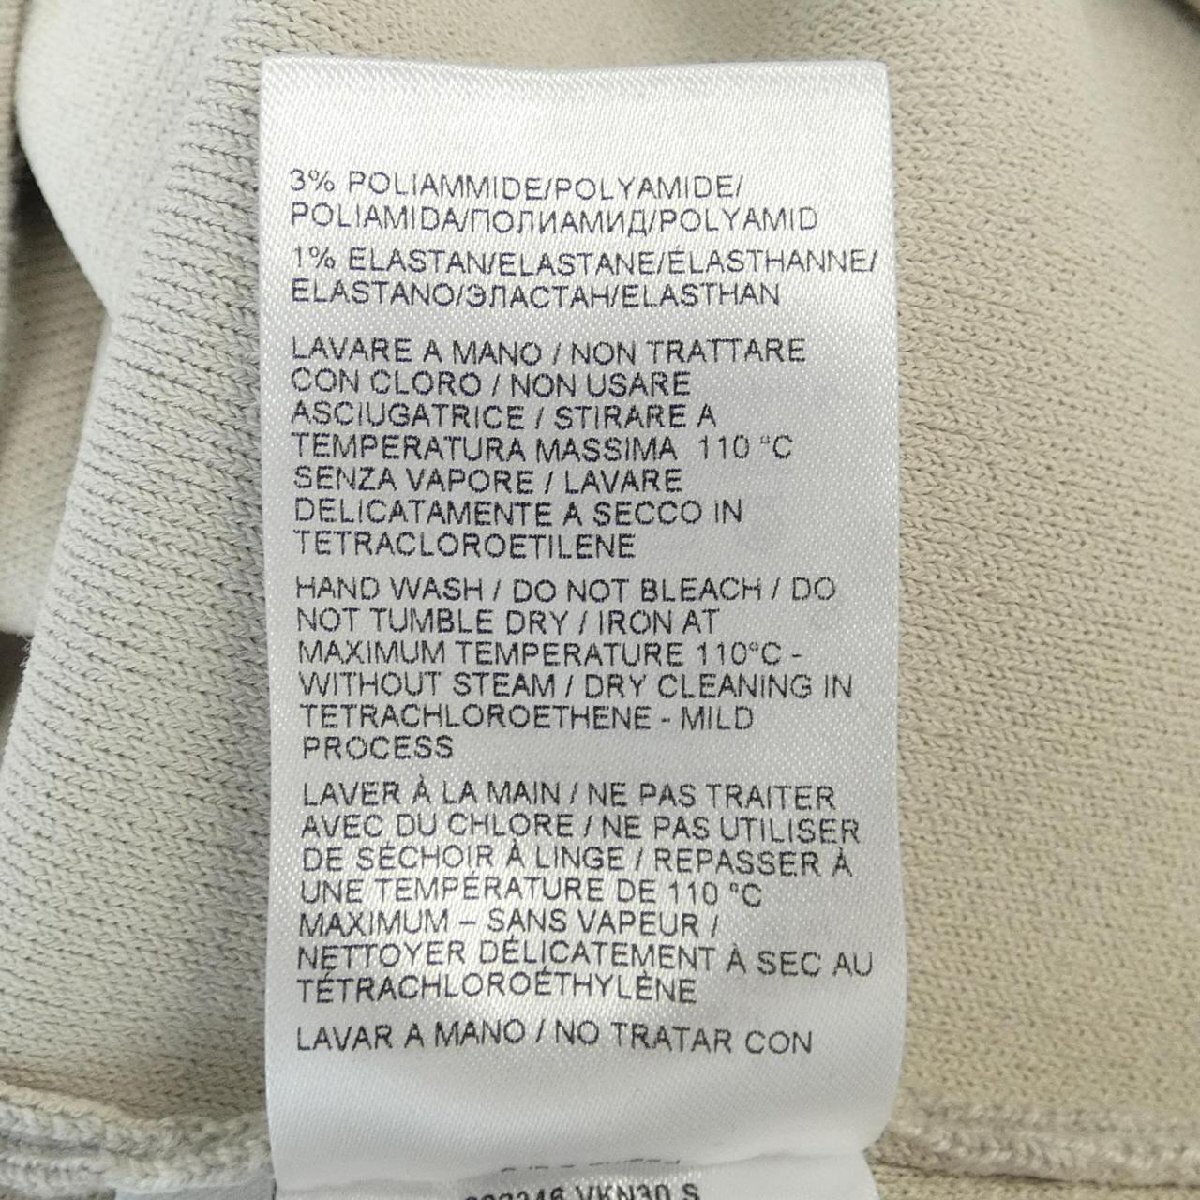 3% POLIAMMIDE/POLYAMIDE/
POLIAMIDA/ПОЛИАМИД/POLYAMID
1% ELASTAN/ELASTANE/ÉLASTHANNE/
ELASTANO/ЭЛАСТАН/ELASTHAN
LAVARE A MANO / NON TRATTARE
CON CLORO / NON USARE
ASCIUGATRICE / STIRARE A
TEMPERATURA MASSIMA 110 °C
SENZA VAPORE / LAVARE
DELICATAMENTE A SECCO IN
TETRACLOROETILENE
HAND WASH / DO NOT BLEACH / DO
NOT TUMBLE DRY / IRON AT
MAXIMUM TEMPERATURE 110°C -
WITHOUT STEAM / DRY CLEANING IN
TETRACHLOROETHENE - MILD
PROCESS
LAVER À LA MAIN / NE PAS TRAITER
AVEC DU CHLORE / NE PAS UTILISER
DE SÉCHOIR À LINGE / REPASSER À
UNE TEMPÉRATURE DE 110 °C
MAXIMUM – SANS VAPEUR /
NETTOYER DÉLICATEMENT À SEC AU
TÉTRACHLOROÉTHYLÈNE
LAVAR A MANO / NO TRATAR CON
VKN30 S